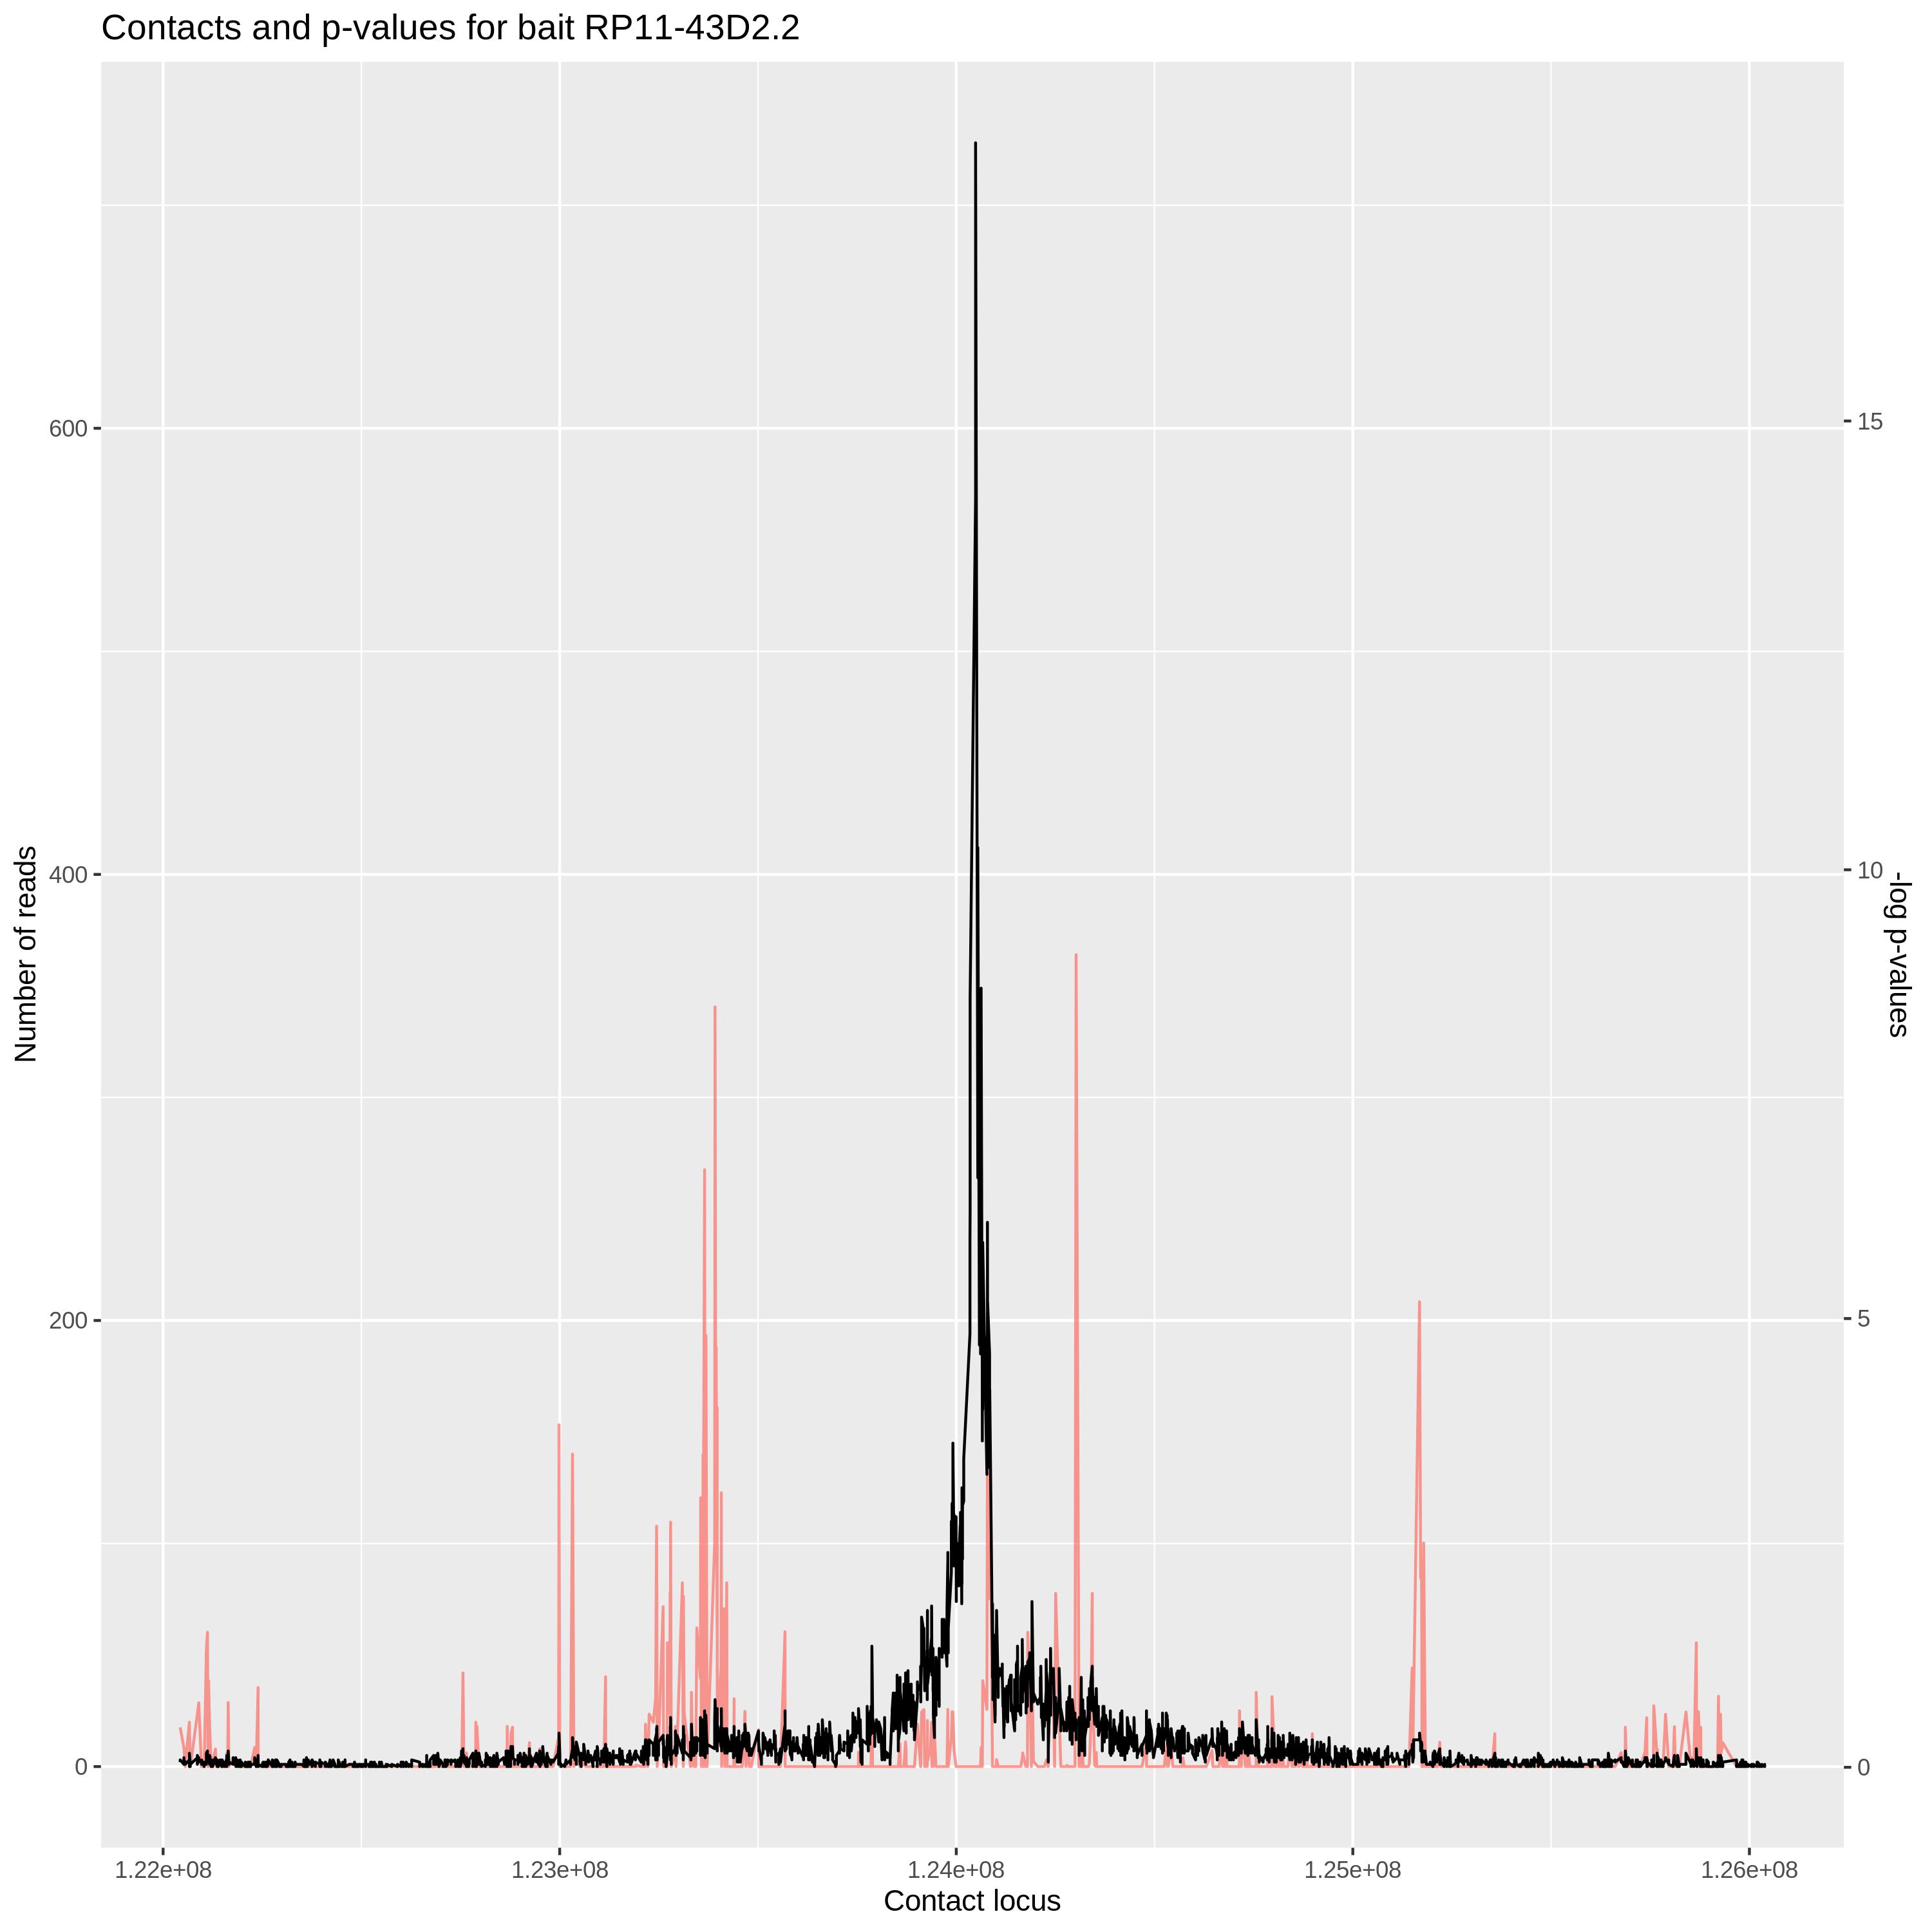 Contacts and p-values for bait RP11-43D2.2
Number of reads
600
400
200
0
15
10
5
0
-log p-values
1.22e+08
1.23e+08
1.24e+08
1.25e+08
1.26e+08
Contact locus